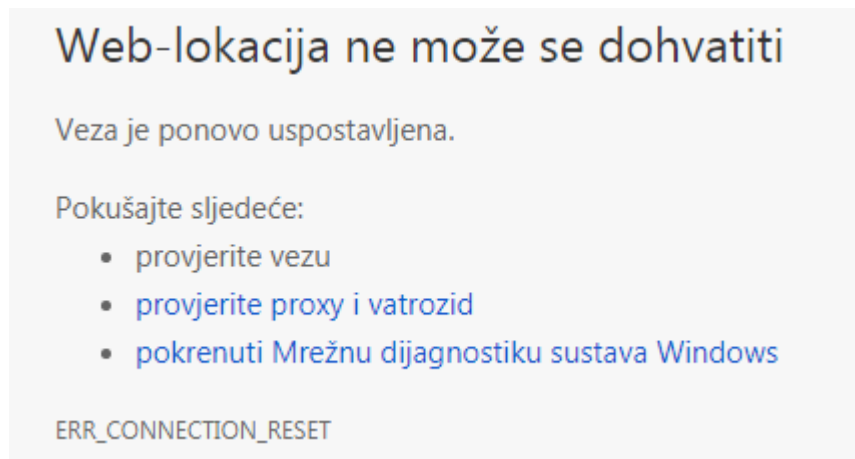 Web-lokacija ne može se dohvatiti
Veza je ponovo uspostavljena.
Pokušajte sljedeće:
• provjerite vezu
• provjerite proxy i vatrozid
• pokrenuti Mrežnu dijagnostiku sustava Windows
ERR_CONNECTION_RESET